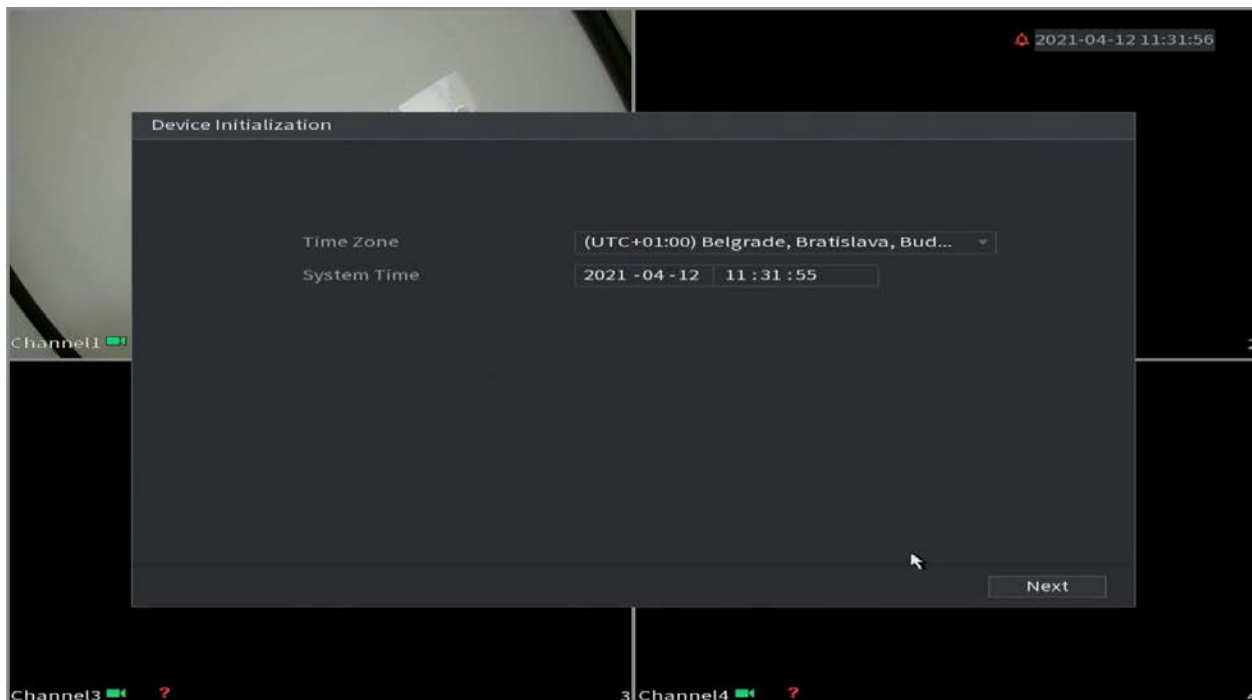 2021-04-12 11:31:56
Device Initialization
Time Zone (UTC+01:00) Belgrade, Bratislava, Bud...
System Time 2021 -04 -12 11 : 31 : 55
Channel1
Next
Channel3 ? 3
Channel4 ?